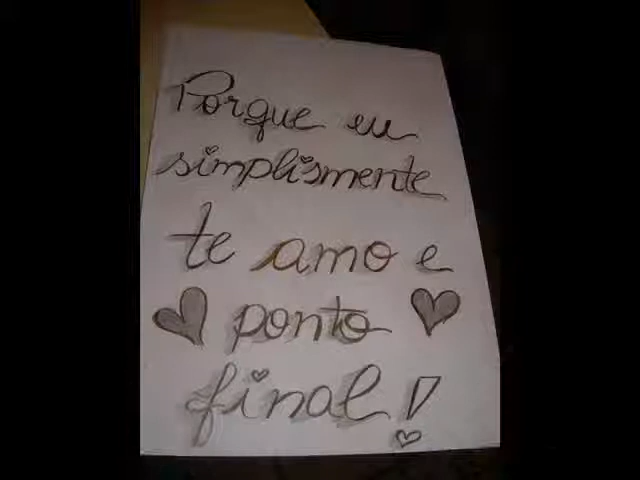 Porque eu
simplismente
te amo e
ponto
final!